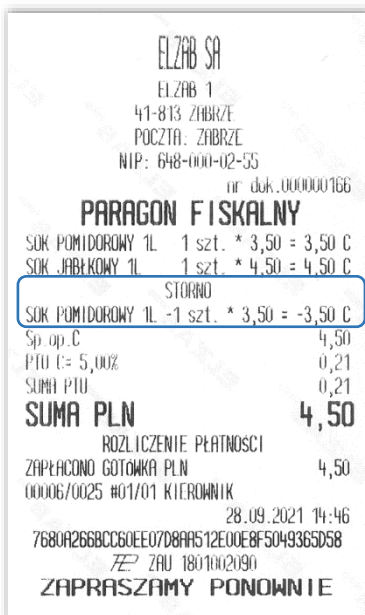 ELZAB SA
ELZAB 1
41-813 ZABRZE
POCZTA: ZABRZE
NIP: 648-000-02-55
nr dok.000000166
PARAGON FISKALNY
SOK POMIDOROWY 1L 1 szt. * 3,50 = 3,50 C
SOK JABŁKOWY 1L 1 szt. * 4,50 = 4,50 C
STORNO
SOK POMIDOROWY 1L -1 szt. * 3,50 = -3,50 C
Sp.op.C 4,50
PTU C= 5,00% 0,21
SUMA PTU 0,21
SUMA PLN 4,50
ROZLICZENIE PŁATNOŚCI
ZAPŁACONO GOTÓWKA PLN 4,50
00006/0025 #01/01 KIEROWNIK
28.09.2021 14:46
7680A266BCC60EE07D8AA512E00E8F5049365D58
ZAU 1801002090
ZAPRASZAMY PONOWNIE